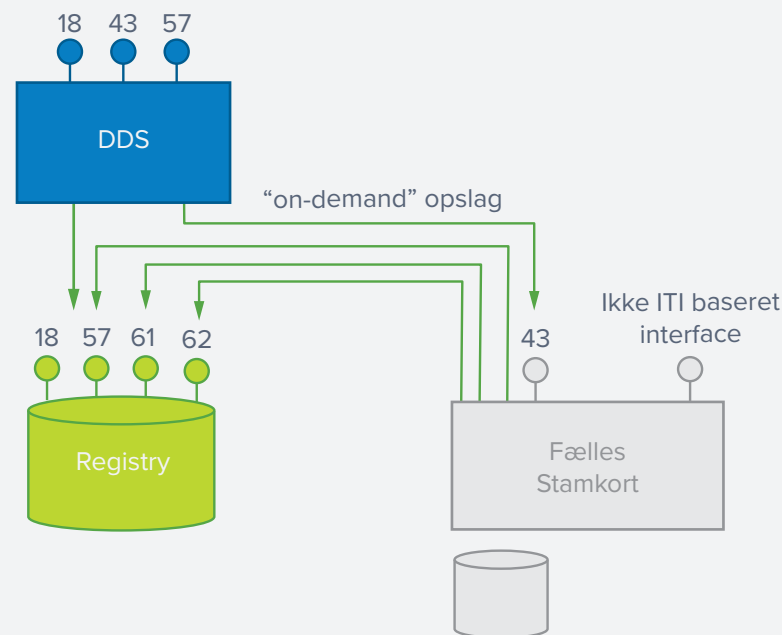 18 43 57
DDS
“on-demand” opslag
Ikke ITI baseret
interface
18 57 61 62
43
Registry
Fælles
Stamkort